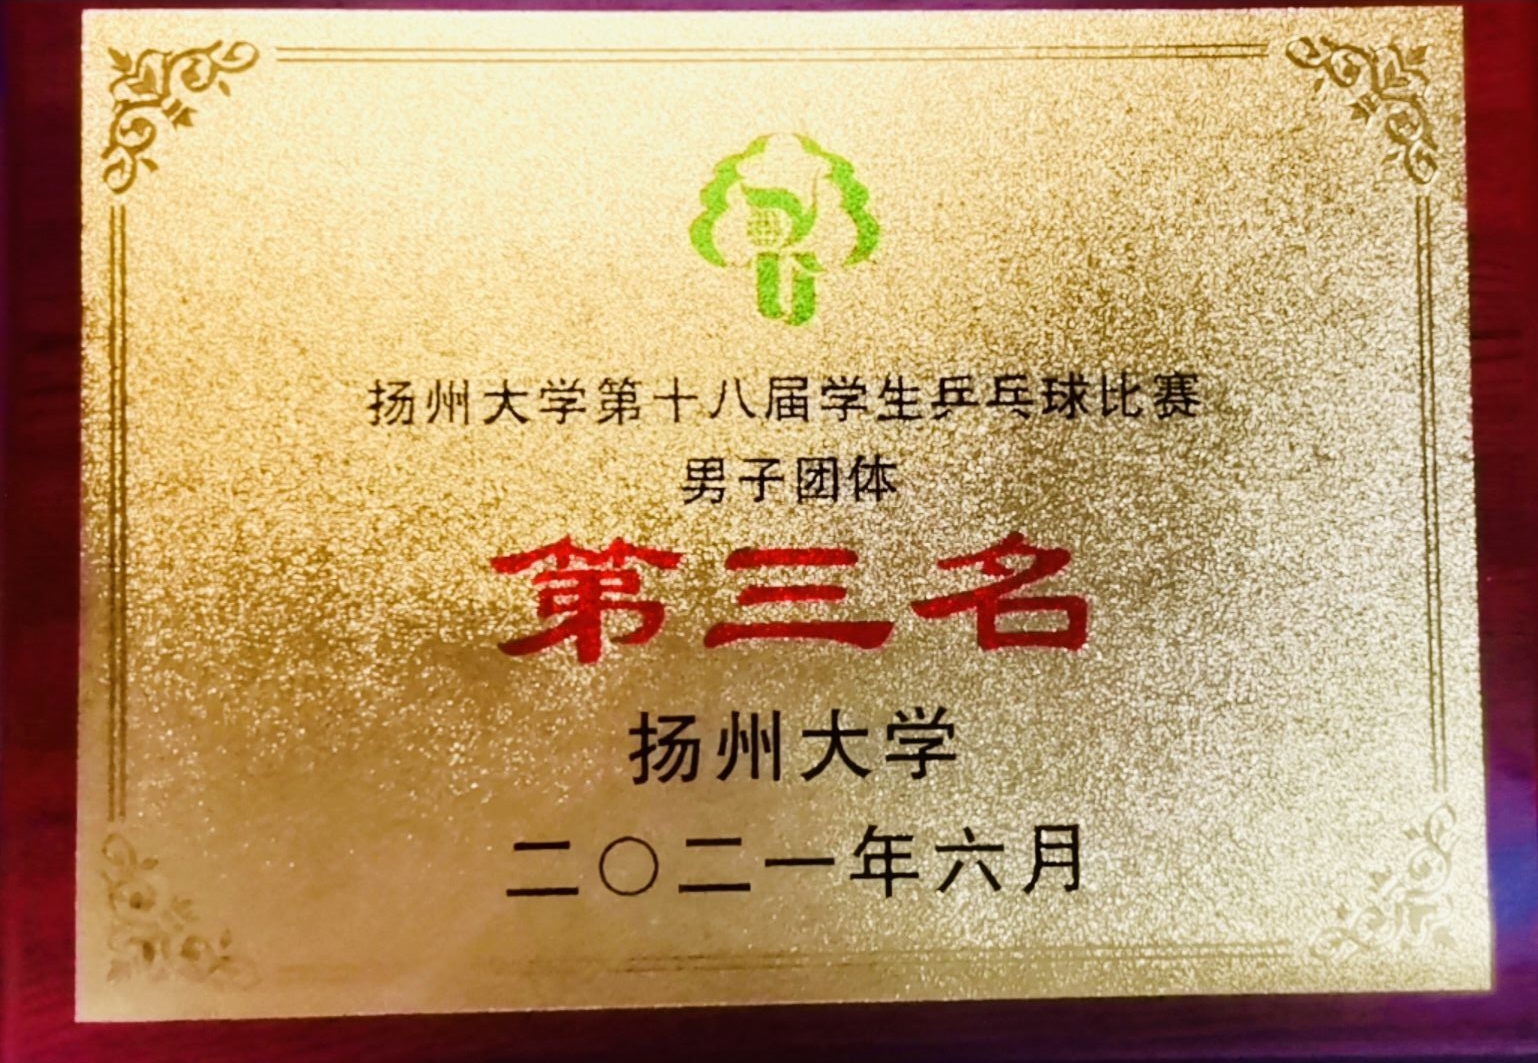 扬州大学第十八届学生乒乓球比赛
男子团体
第三名
扬州大学
二〇二一年六月